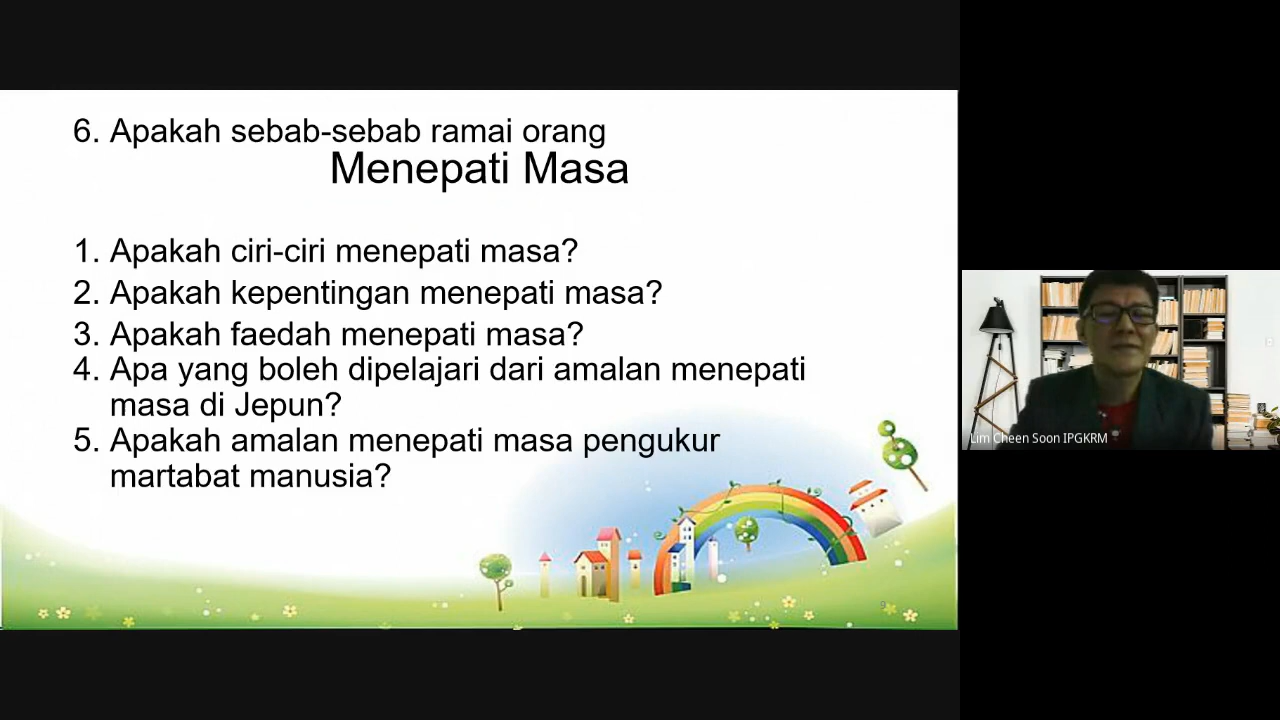 6. Apakah sebab-sebab ramai orang
Menepati Masa
1. Apakah ciri-ciri menepati masa?
2. Apakah kepentingan menepati masa?
3. Apakah faedah menepati masa?
4. Apa yang boleh dipelajari dari amalan menepati
masa di Jepun?
5. Apakah amalan menepati masa pengukur
martabat manusia?
Lim Cheen Soon IPGKRM